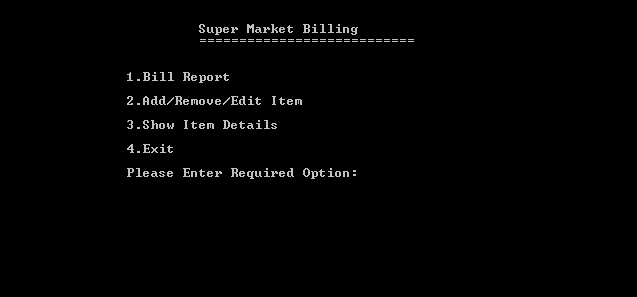 Super Market Billing
===========================
1.Bill Report
2.Add/Remove/Edit Item
3.Show Item Details
4.Exit
Please Enter Required Option: